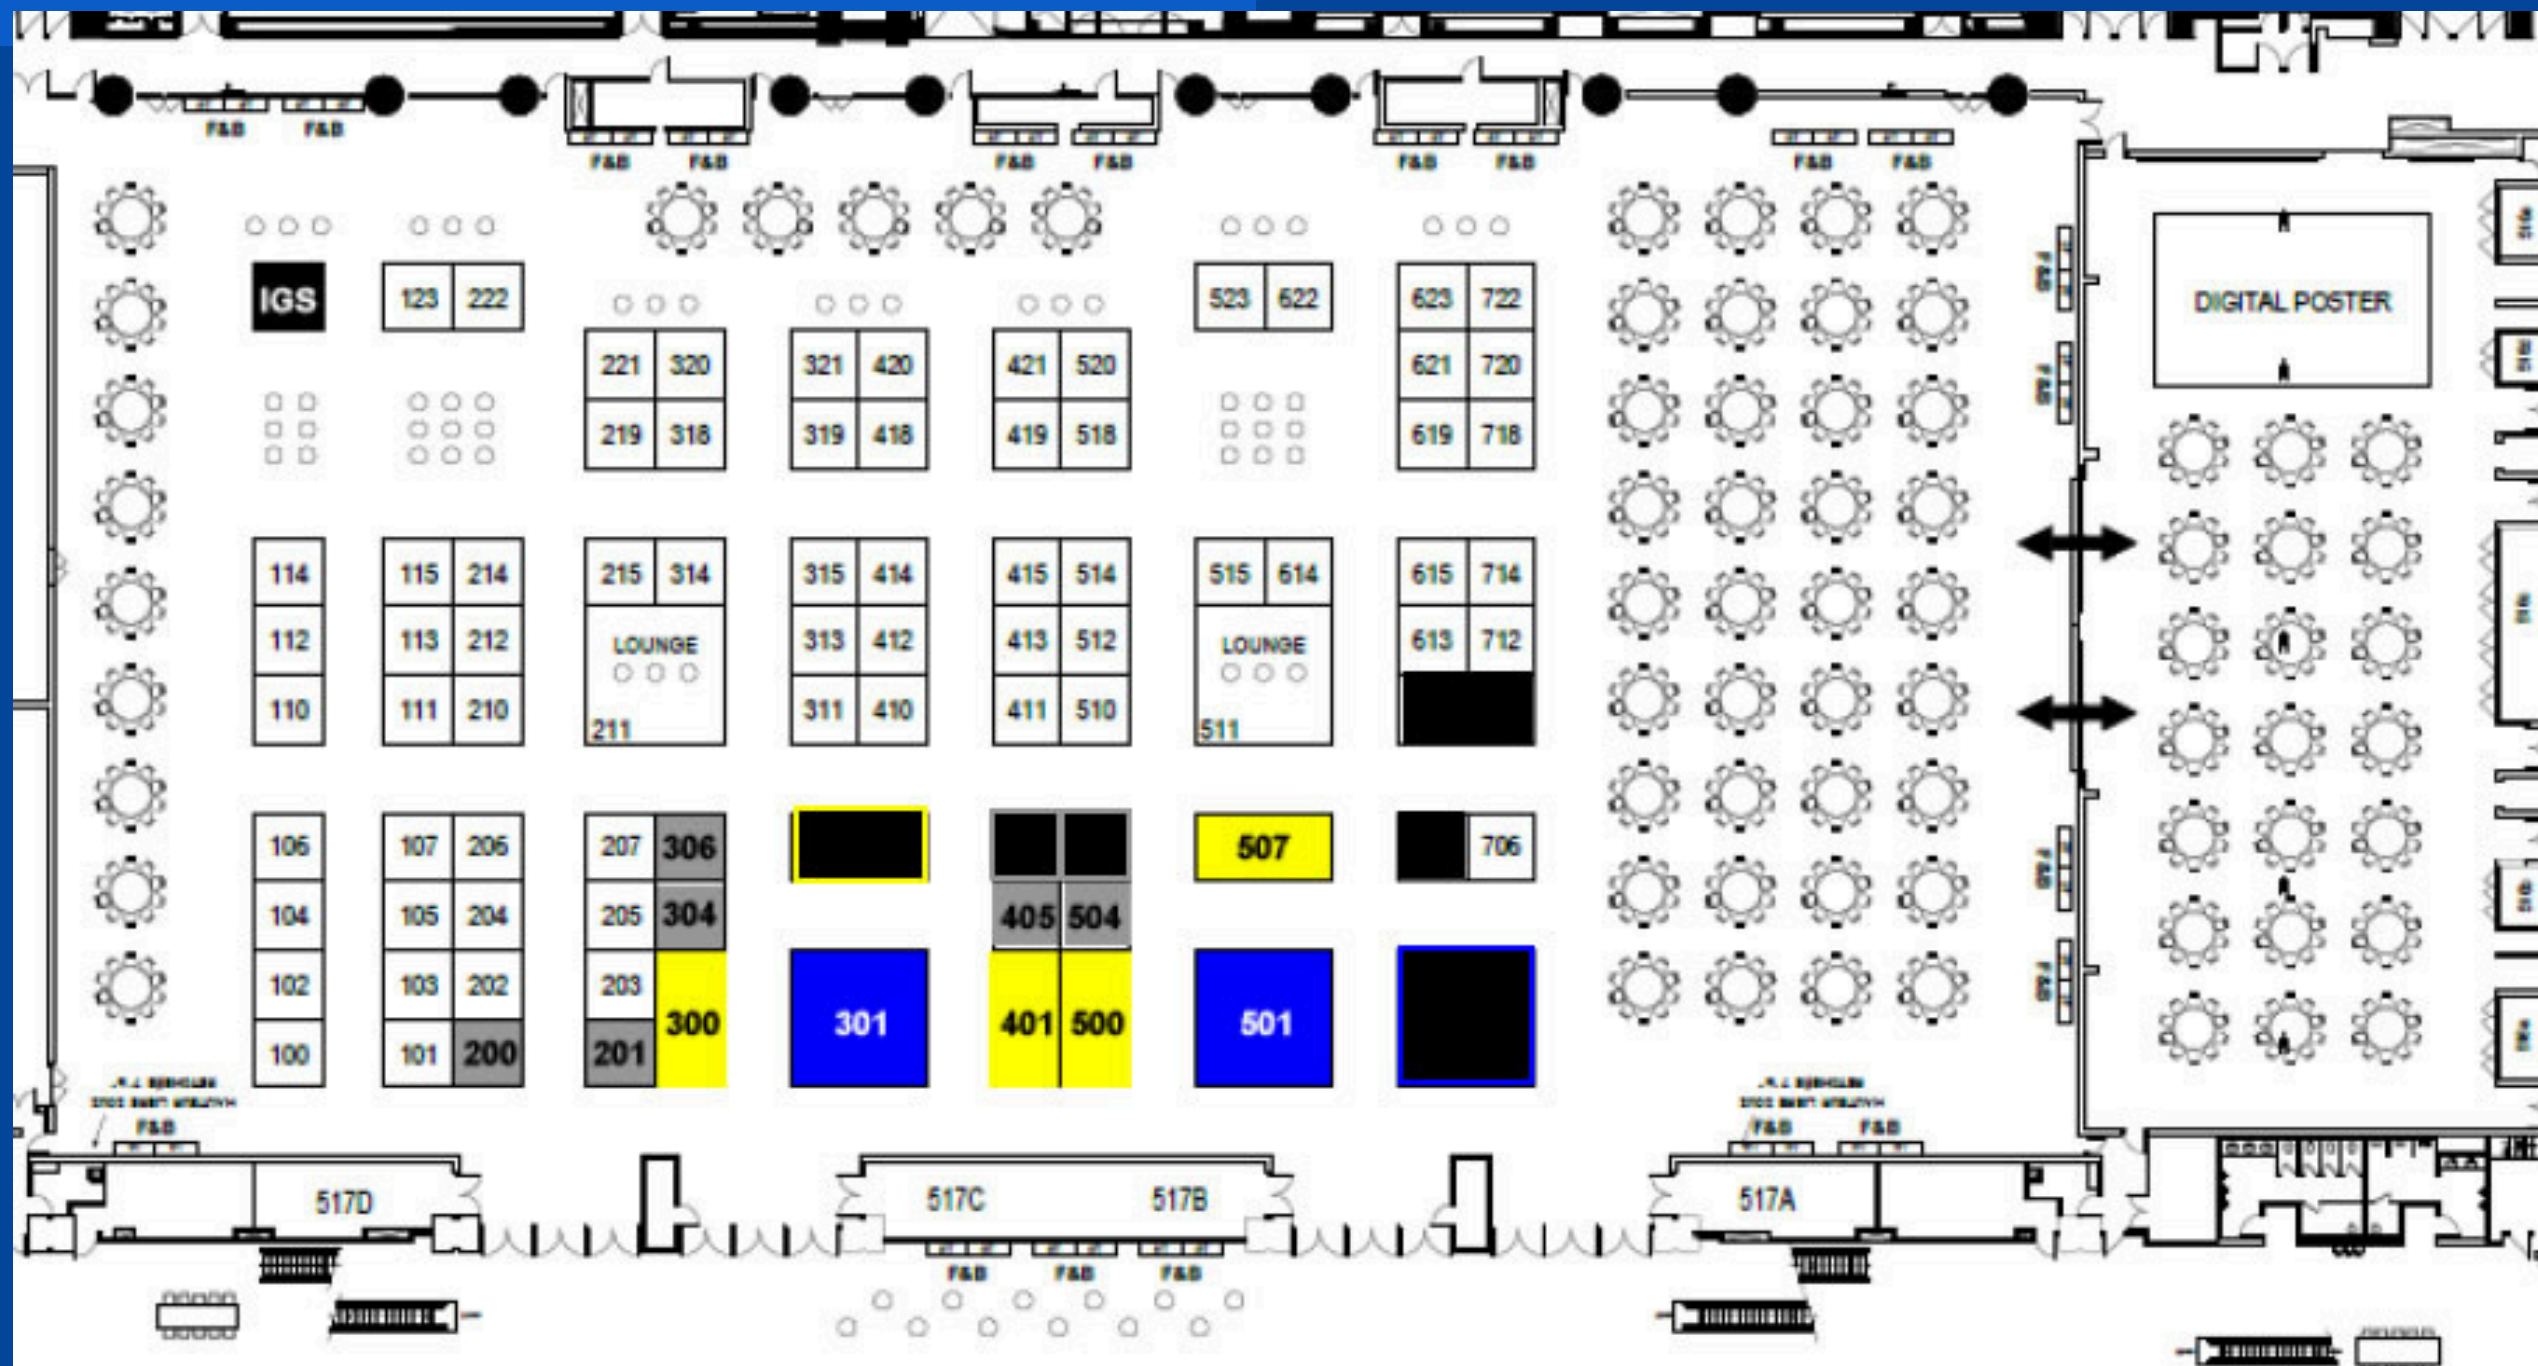 F&B F&B
F&B F&B F&B F&B F&B F&B F&B F&B
IGS 123 222 523 622 623 722
F&B
DIGITAL POSTER
221 320 321 420 421 520 621 720
F&B
219 318 319 418 419 518 619 718
114 115 214 215 314 315 414 415 514 515 614 615 714
112 113 212 LOUNGE 313 412 413 512 LOUNGE 613 712
110 111 210 211 311 410 411 510 511
106 107 206 207 306 507 706
F&B
104 105 204 205 304 405 504
102 103 202 203
F&B
300 301 401 500 501
100 101 200 201
F&B F&B F&B
517D 517C 517B 517A
F&B F&B F&B